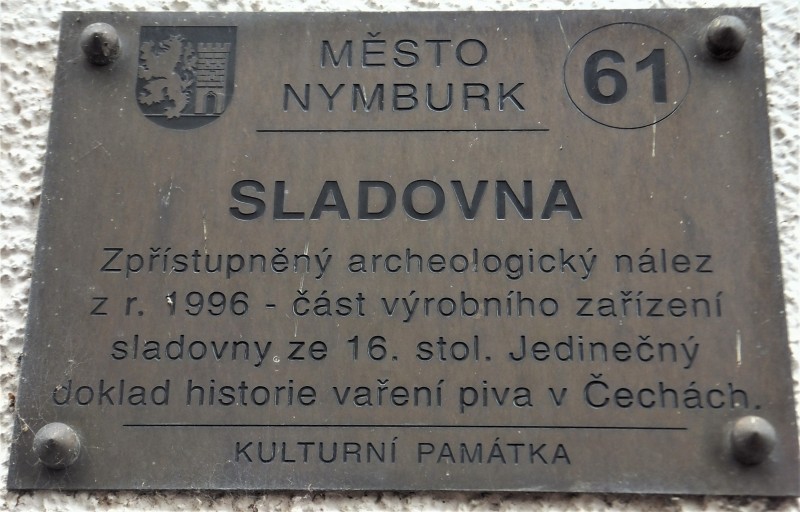 MĚSTO
NYMBURK
61
SLADOVNA
Zpřístupněný archeologický nález
z r. 1996 - část výrobního zařízení
sladovny ze 16. stol. Jedinečný
doklad historie vaření piva v Čechách.
KULTURNÍ PAMÁTKA